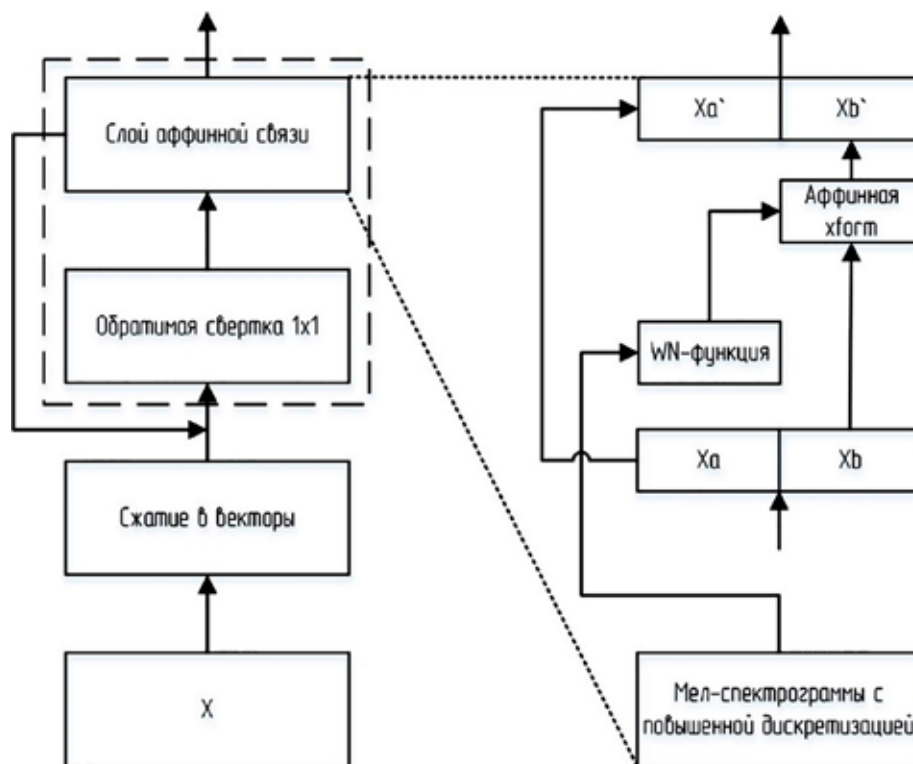 Слой аффинной связи
Обратимая свертка 1x1
Сжатие в векторы
X
Xa`
Xb`
Аффинная
xform
WN-функция
Xa
Xb
Мел-спектрограммы с
повышенной дискретизацией